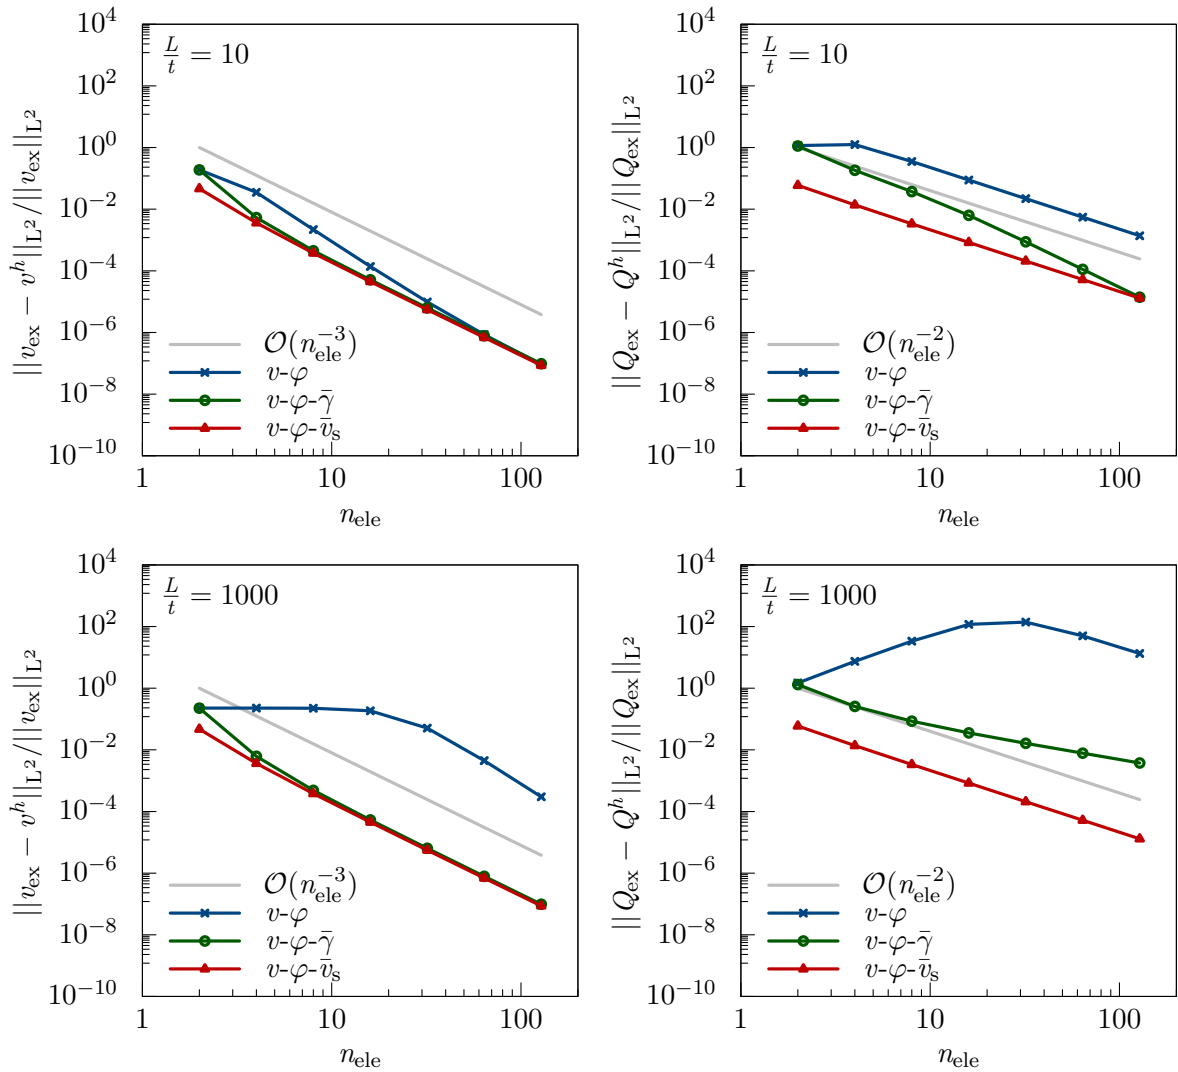 10^4
10^2
10^0
10^−2
10^−4
10^−6
10^−8
10^−10
||v_ex − v^h||_L² / ||v_ex||_L²
L/t = 10
𝒪(n_ele^−3)
v-φ
v-φ-γ̄
v-φ-v̄_s
1 10 100
n_ele
10^4
10^2
10^0
10^−2
10^−4
10^−6
10^−8
10^−10
||Q_ex − Q^h||_L² / ||Q_ex||_L²
L/t = 10
𝒪(n_ele^−2)
v-φ
v-φ-γ̄
v-φ-v̄_s
1 10 100
n_ele
10^4
10^2
10^0
10^−2
10^−4
10^−6
10^−8
10^−10
||v_ex − v^h||_L² / ||v_ex||_L²
L/t = 1000
𝒪(n_ele^−3)
v-φ
v-φ-γ̄
v-φ-v̄_s
1 10 100
n_ele
10^4
10^2
10^0
10^−2
10^−4
10^−6
10^−8
10^−10
||Q_ex − Q^h||_L² / ||Q_ex||_L²
L/t = 1000
𝒪(n_ele^−2)
v-φ
v-φ-γ̄
v-φ-v̄_s
1 10 100
n_ele